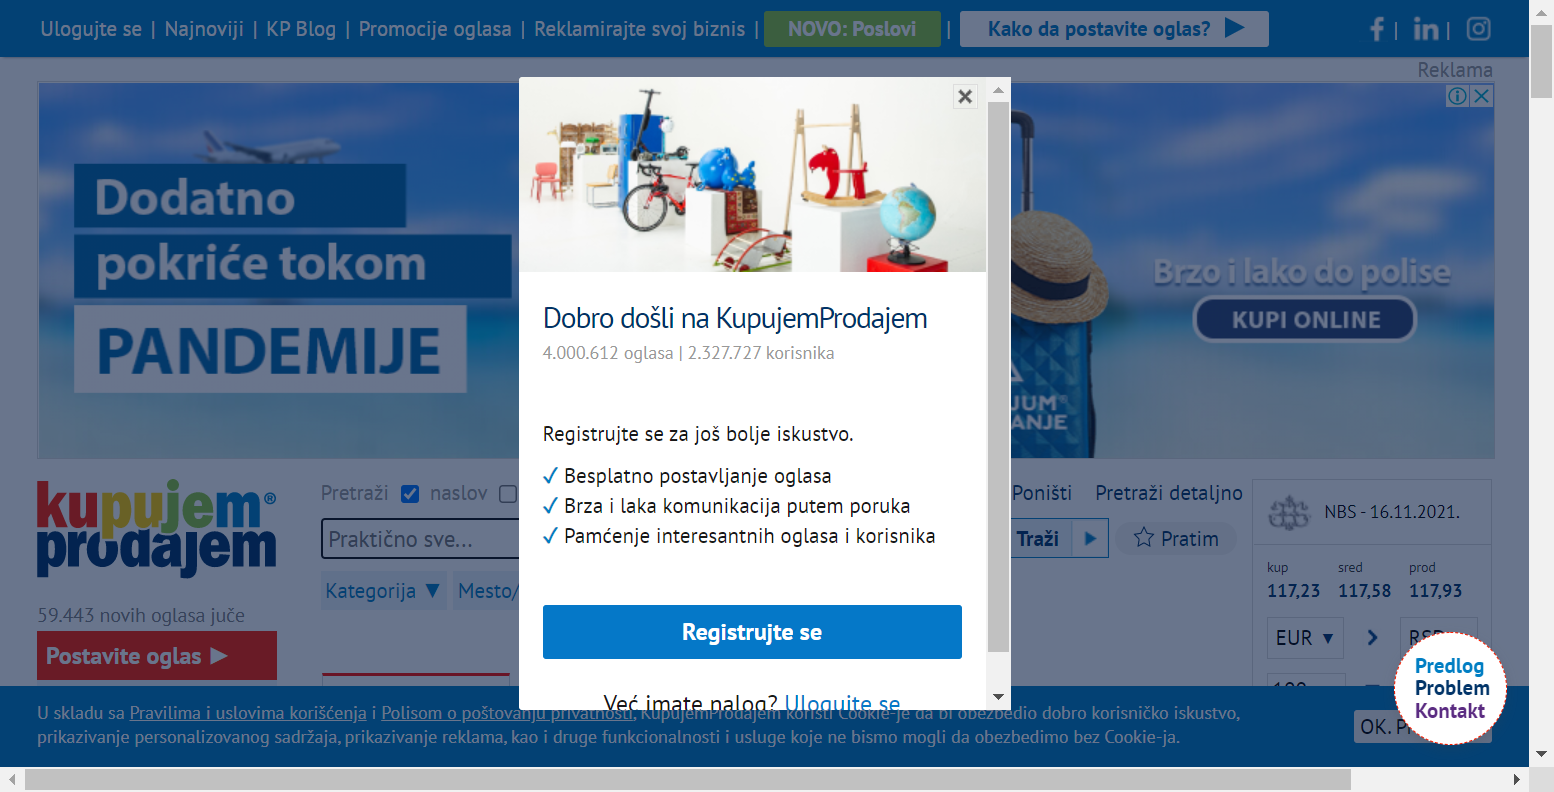 Ulogujte se | Najnoviji | KP Blog | Promocije oglasa | Reklamirajte svoj biznis | NOVO: Poslovi | Kako da postavite oglas?
Reklama
Dodatno
pokriće tokom
PANDEMIJE
Brzo i lako do polise
KUPI ONLINE
Dobro došli na KupujemProdajem
4.000.612 oglasa | 2.327.727 korisnika
Registrujte se za još bolje iskustvo.
✓ Besplatno postavljanje oglasa
✓ Brza i laka komunikacija putem poruka
✓ Pamćenje interesantnih oglasa i korisnika
Registrujte se
Već imate nalog? Ulogujte se
kupujem®
prodajem
Pretraži naslov
Poništi Pretraži detaljno
Praktično sve...
Traži Pratim
Kategorija ▼ Mesto/
59.443 novih oglasa juče
Postavite oglas
NBS - 16.11.2021.
kup sred prod
117,23 117,58 117,93
EUR ▼
Predlog
Problem
Kontakt
U skladu sa Pravilima i uslovima korišćenja i Polisom o poštovanju privatnosti, KupujemProdajem koristi Cookie-je da bi obezbedio dobro korisničko iskustvo,
prikazivanje personalizovanog sadržaja, prikazivanje reklama, kao i druge funkcionalnosti i usluge koje ne bismo mogli da obezbedimo bez Cookie-ja.
OK.